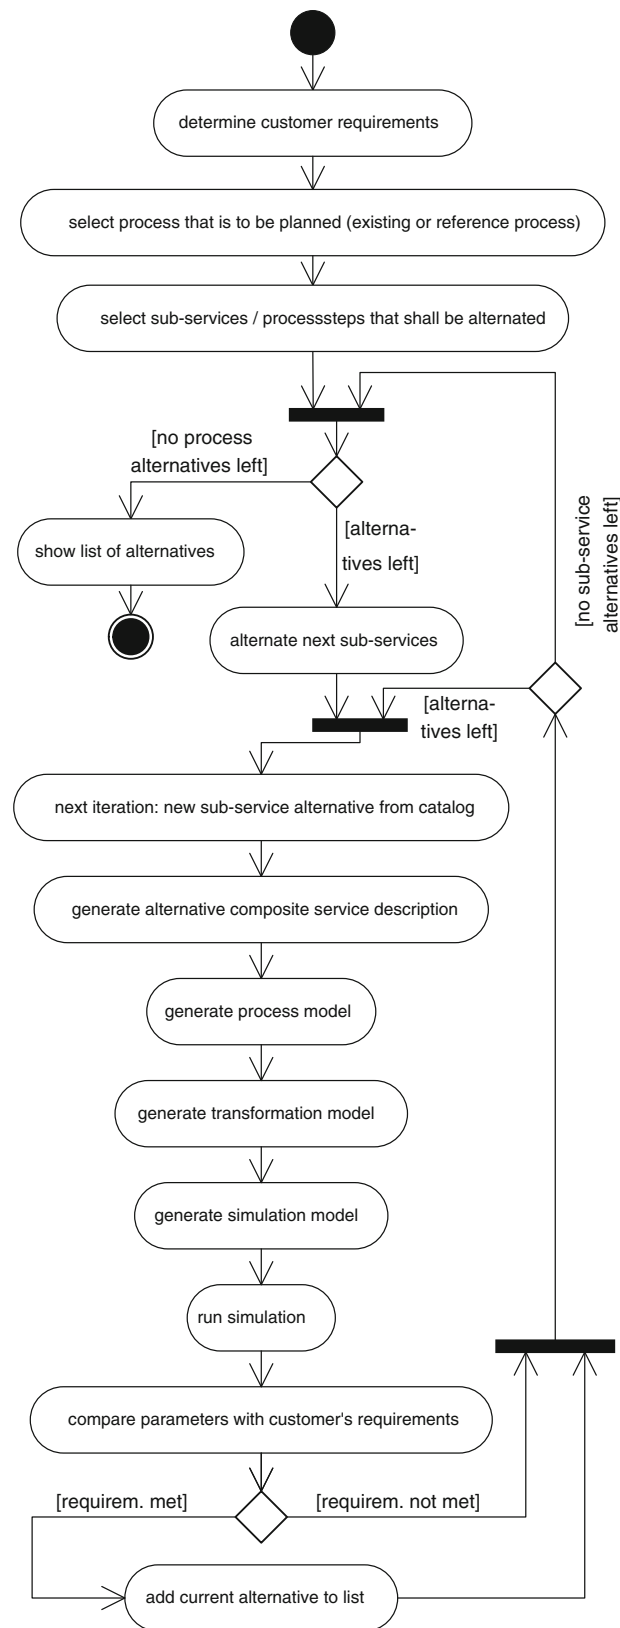 determine customer requirements
select process that is to be planned (existing or reference process)
select sub-services / processsteps that shall be alternated
[no process
alternatives left]
[alterna-
tives left]
show list of alternatives
[no sub-service
alternatives left]
alternate next sub-services
[alterna-
tives left]
next iteration: new sub-service alternative from catalog
generate alternative composite service description
generate process model
generate transformation model
generate simulation model
run simulation
compare parameters with customer's requirements
[requirem. met]
[requirem. not met]
add current alternative to list